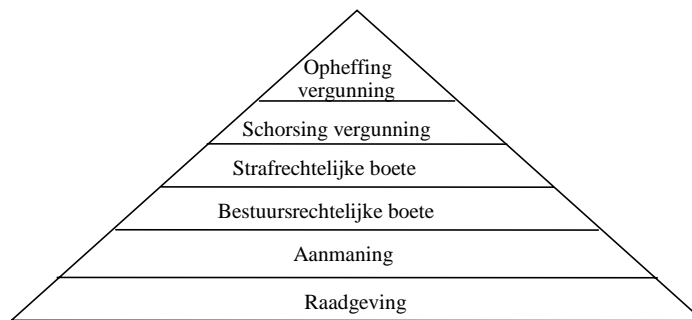 Opheffing
vergunning
Schorsing vergunning
Strafrechtelijke boete
Bestuursrechtelijke boete
Aanmaning
Raadgeving